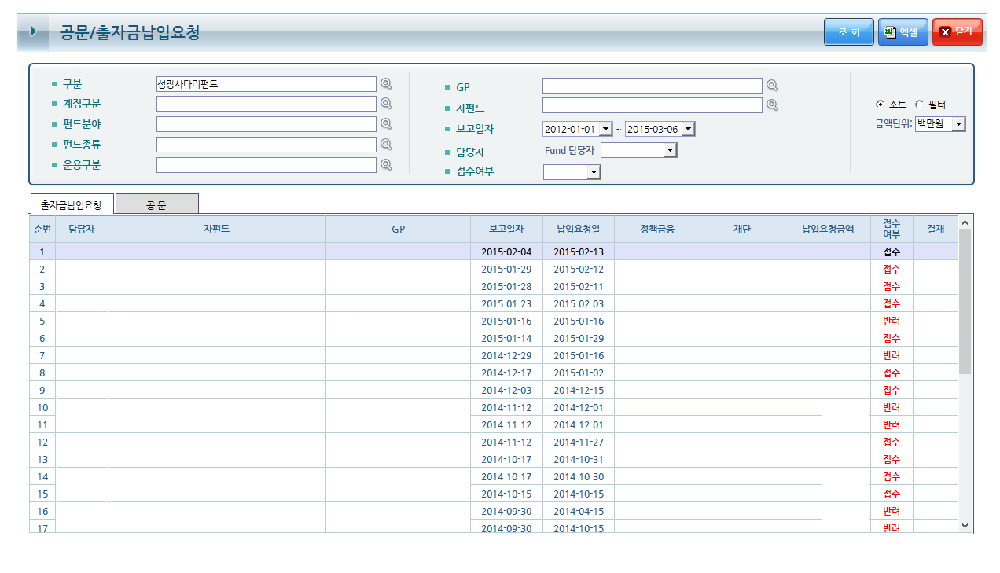 공문/출자금납입요청
조 회 엑셀 닫기
구분 성장사다리펀드
계정구분
펀드분야
펀드종류
운용구분
GP
자펀드
보고일자 2012-01-01 ~ 2015-03-06
담당자 Fund 담당자
접수여부
소트 필터
금액단위: 백만원
출자금납입요청 공 문
순번 담당자 자펀드 GP 보고일자 납입요청일 정책금융 재단 납입요청금액 접수여부 결재
1 2015-02-04 2015-02-13 접수
2 2015-01-29 2015-02-12 접수
3 2015-01-28 2015-02-11 접수
4 2015-01-23 2015-02-03 접수
5 2015-01-16 2015-01-16 반려
6 2015-01-14 2015-01-29 접수
7 2014-12-29 2015-01-16 반려
8 2014-12-17 2015-01-02 접수
9 2014-12-03 2014-12-15 접수
10 2014-11-12 2014-12-01 반려
11 2014-11-12 2014-12-01 반려
12 2014-11-12 2014-11-27 접수
13 2014-10-17 2014-10-31 접수
14 2014-10-17 2014-10-30 접수
15 2014-10-15 2014-10-15 접수
16 2014-09-30 2014-04-15 반려
17 2014-09-30 2014-10-15 반려